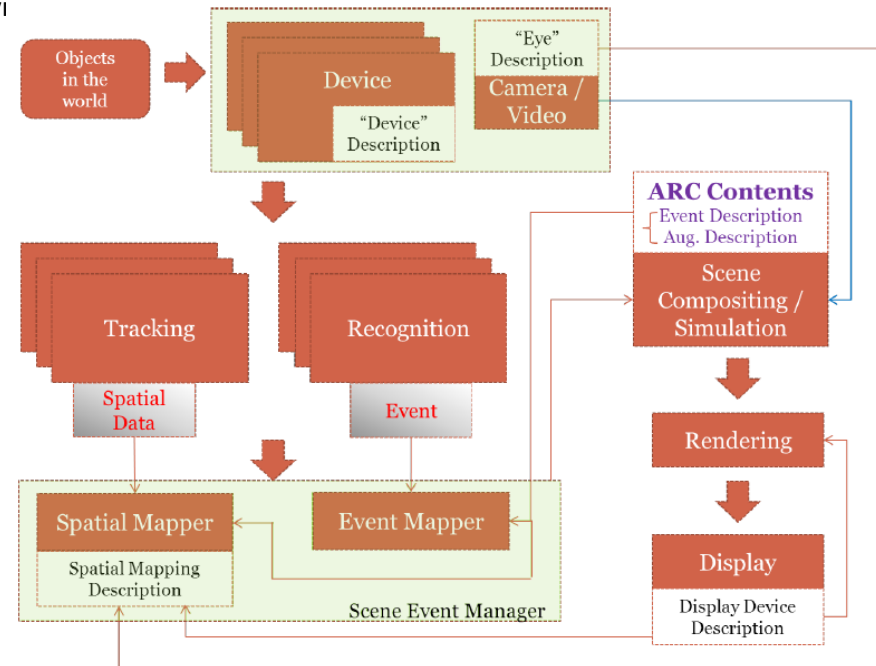 Objects
in the
world
Device
“Device”
Description
“Eye”
Description
Camera /
Video
ARC Contents
Event Description
Aug. Description
Scene
Compositing /
Simulation
Tracking
Recognition
Spatial
Data
Event
Rendering
Spatial Mapper
Event Mapper
Spatial Mapping
Description
Scene Event Manager
Display
Display Device
Description